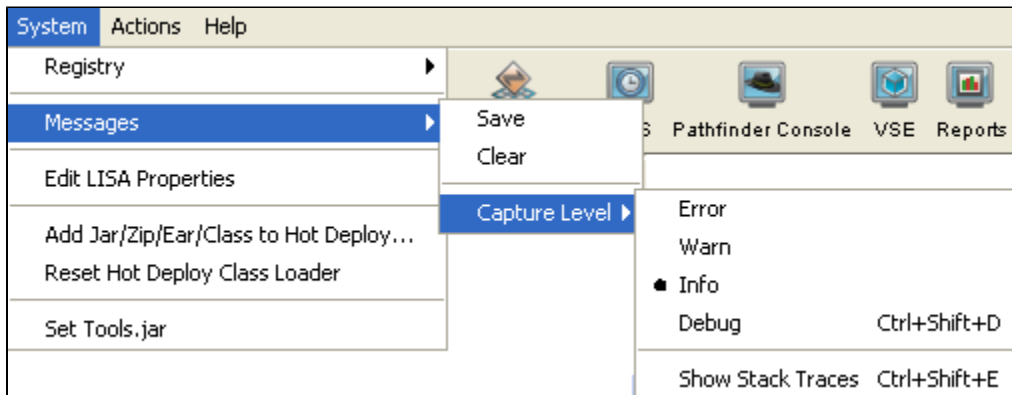 System Actions Help
Registry
Messages
Edit LISA Properties
Add Jar/Zip/Ear/Class to Hot Deploy...
Reset Hot Deploy Class Loader
Set Tools.jar
Save
Clear
Capture Level
Pathfinder Console VSE Reports
Error
Warn
Info
Debug Ctrl+Shift+D
Show Stack Traces Ctrl+Shift+E